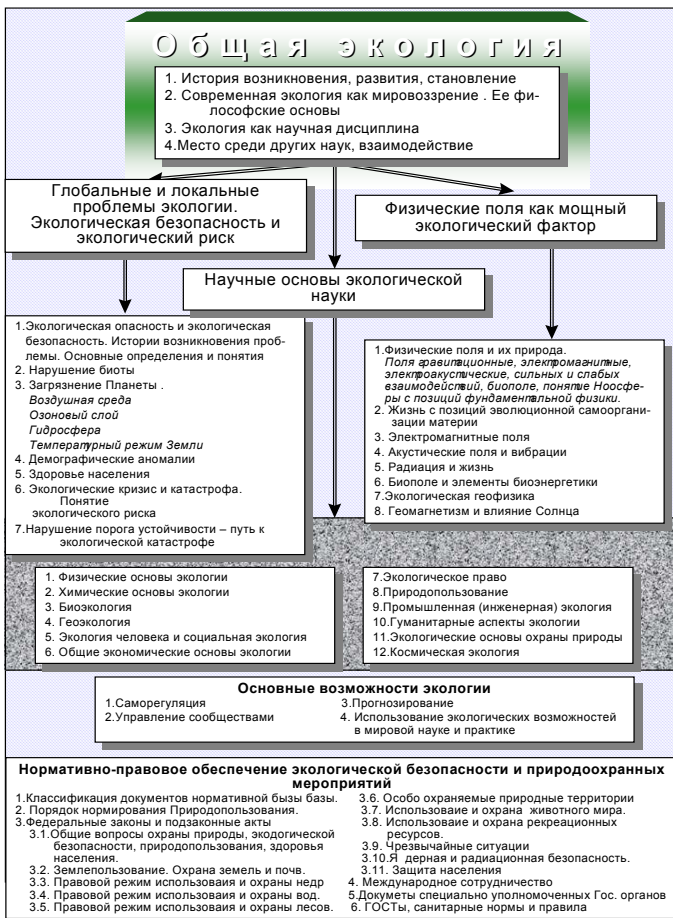 Общая экология
1. История возникновения, развития, становление
2. Современная экология как мировоззрение . Ее фи-
лософские основы
3. Экология как научная дисциплина
4.Место среди других наук, взаимодействие
Глобальные и локальные
проблемы экологии.
Экологическая безопасность и
экологический риск
Физические поля как мощный
экологический фактор
Научные основы экологической
науки
1.Экологическая опасность и экологическая
безопасность. Истории возникновения проб-
лемы. Основные определения и понятия
2. Нарушение биоты
3. Загрязнение Планеты .
Воздушная среда
Озоновый слой
Гидросфера
Температурный режим Земли
4. Демографические аномалии
5. Здоровье населения
6. Экологические кризис и катастрофа.
Понятие
экологического риска
7.Нарушение порога устойчивости – путь к
экологической катастрофе
1.Физические поля и их природа.
Поля гравитационные, электромагнитные,
электроакустические, сильных и слабых
взаимодействий, биополе, понятие Ноосфе-
ры с позиций фундаментальной физики.
2. Жизнь с позиций эволюционной самооргани-
зации материи
3. Электромагнитные поля
4. Акустические поля и вибрации
5. Радиация и жизнь
6. Биополе и элементы биоэнергетики
7.Экологическая геофизика
8. Геомагнетизм и влияние Солнца
1. Физические основы экологии
2. Химические основы экологии
3. Биоэкология
4. Геоэкология
5. Экология человека и социальная экология
6. Общие экономические основы экологии
7.Экологическое право
8.Природопользование
9.Промышленная (инженерная) экология
10.Гуманитарные аспекты экологии
11.Экологические основы охраны природы
12.Космическая экология
Основные возможности экологии
1.Саморегуляция
2.Управление сообществами
3.Прогнозирование
4. Использование экологических возможностей
в мировой науке и практике
Нормативно-правовое обеспечение экологической безопасности и природоохранных
мероприятий
1.Классификация документов нормативной бызы базы.
2. Порядок нормирования Природопользования.
3.Федеральные законы и подзаконные акты
3.1.Общие вопросы охраны природы, экодогической
безопасности, природопользования, здоровья
населения.
3.2. Землепользование. Охрана земель и почв.
3.3. Правовой режим использоваия и охраны недр
3.4. Правовой режим использоваия и охраны вод.
3.5. Правовой режим использоваия и охраны лесов.
3.6. Особо охраняемые природные территории
3.7. Использоваие и охрана животного мира.
3.8. Использоваие и охрана рекреационных
ресурсов.
3.9. Чрезвычайные ситуации
3.10.Я дерная и радиационная безопасность.
3.11. Защита населения
4. Международное сотрудничество
5.Докуметы специально уполномоченных Гос. органов
6. ГОСТы, санитарные нормы и правила